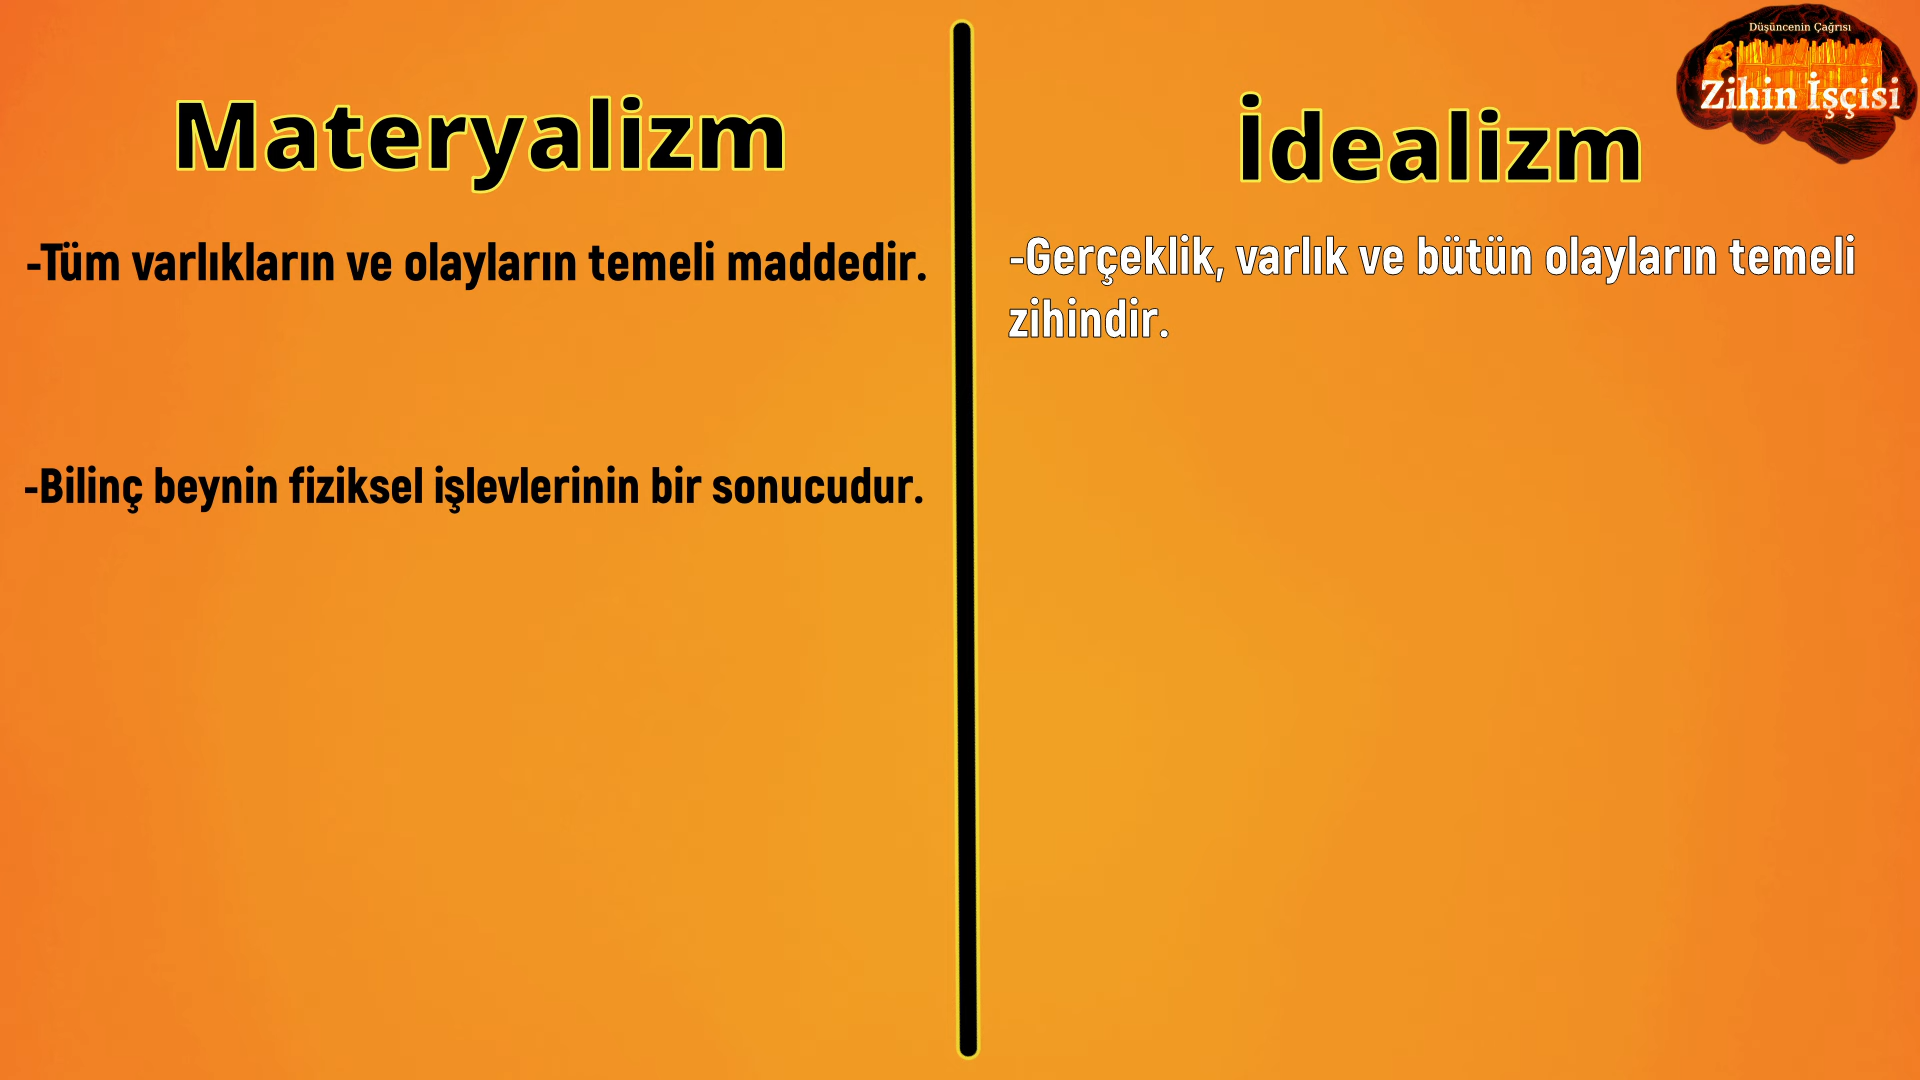 Düşüncenin Çağrısı
Zihin İşçisi
Materyalizm
-Tüm varlıkların ve olayların temeli maddedir.
-Bilinç beynin fiziksel işlevlerinin bir sonucudur.
İdealizm
-Gerçeklik, varlık ve bütün olayların temeli
zihindir.